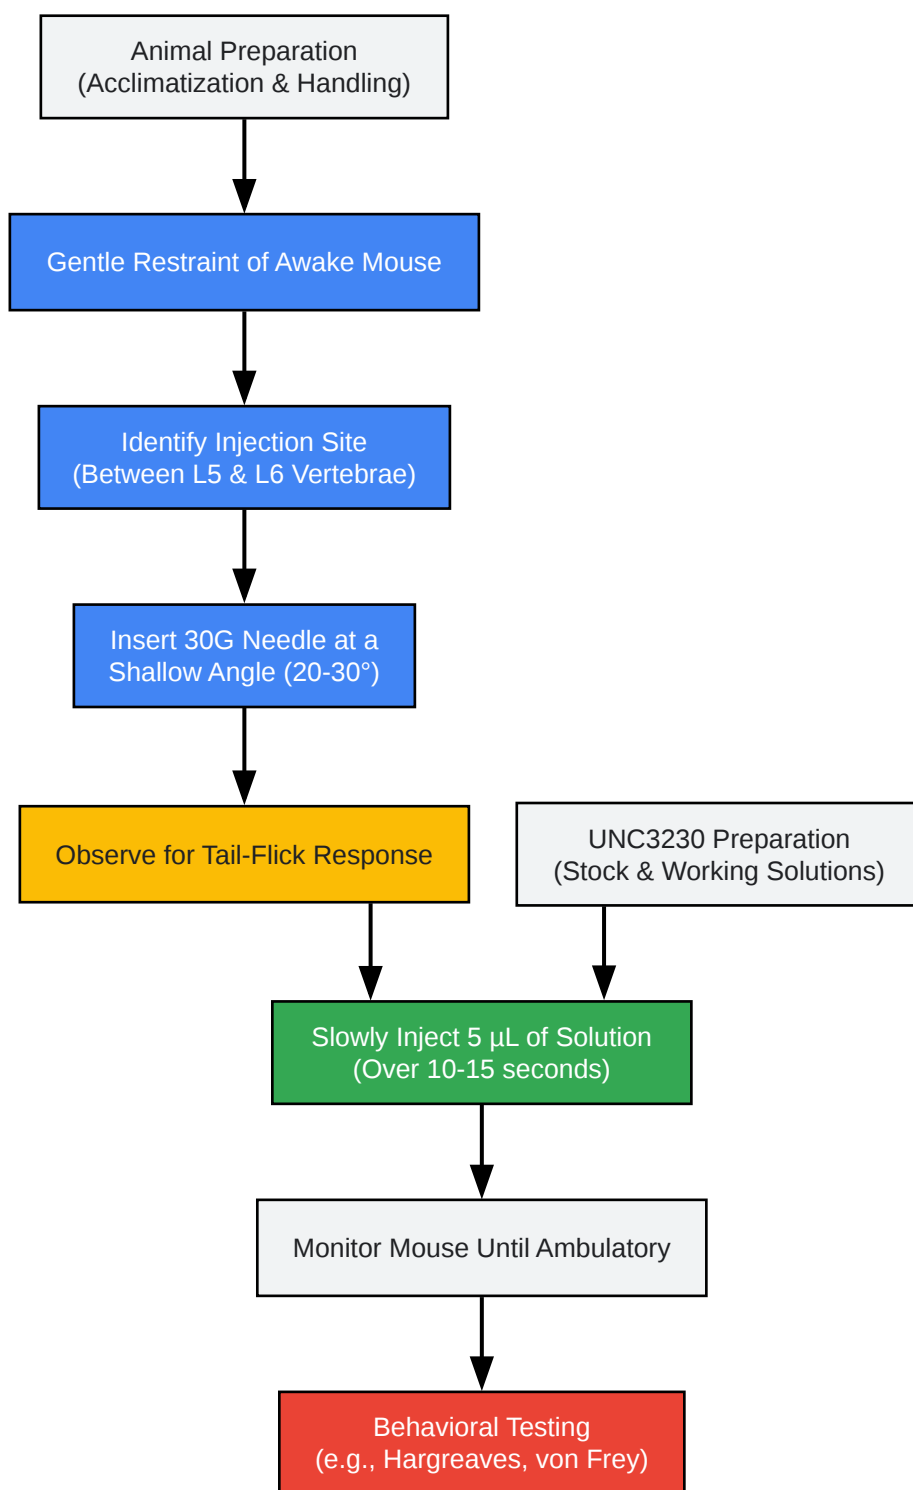 Animal Preparation
(Acclimatization & Handling)
Gentle Restraint of Awake Mouse
Identify Injection Site
(Between L5 & L6 Vertebrae)
Insert 30G Needle at a
Shallow Angle (20-30°)
Observe for Tail-Flick Response
UNC3230 Preparation
(Stock & Working Solutions)
Slowly Inject 5 µL of Solution
(Over 10-15 seconds)
Monitor Mouse Until Ambulatory
Behavioral Testing
(e.g., Hargreaves, von Frey)